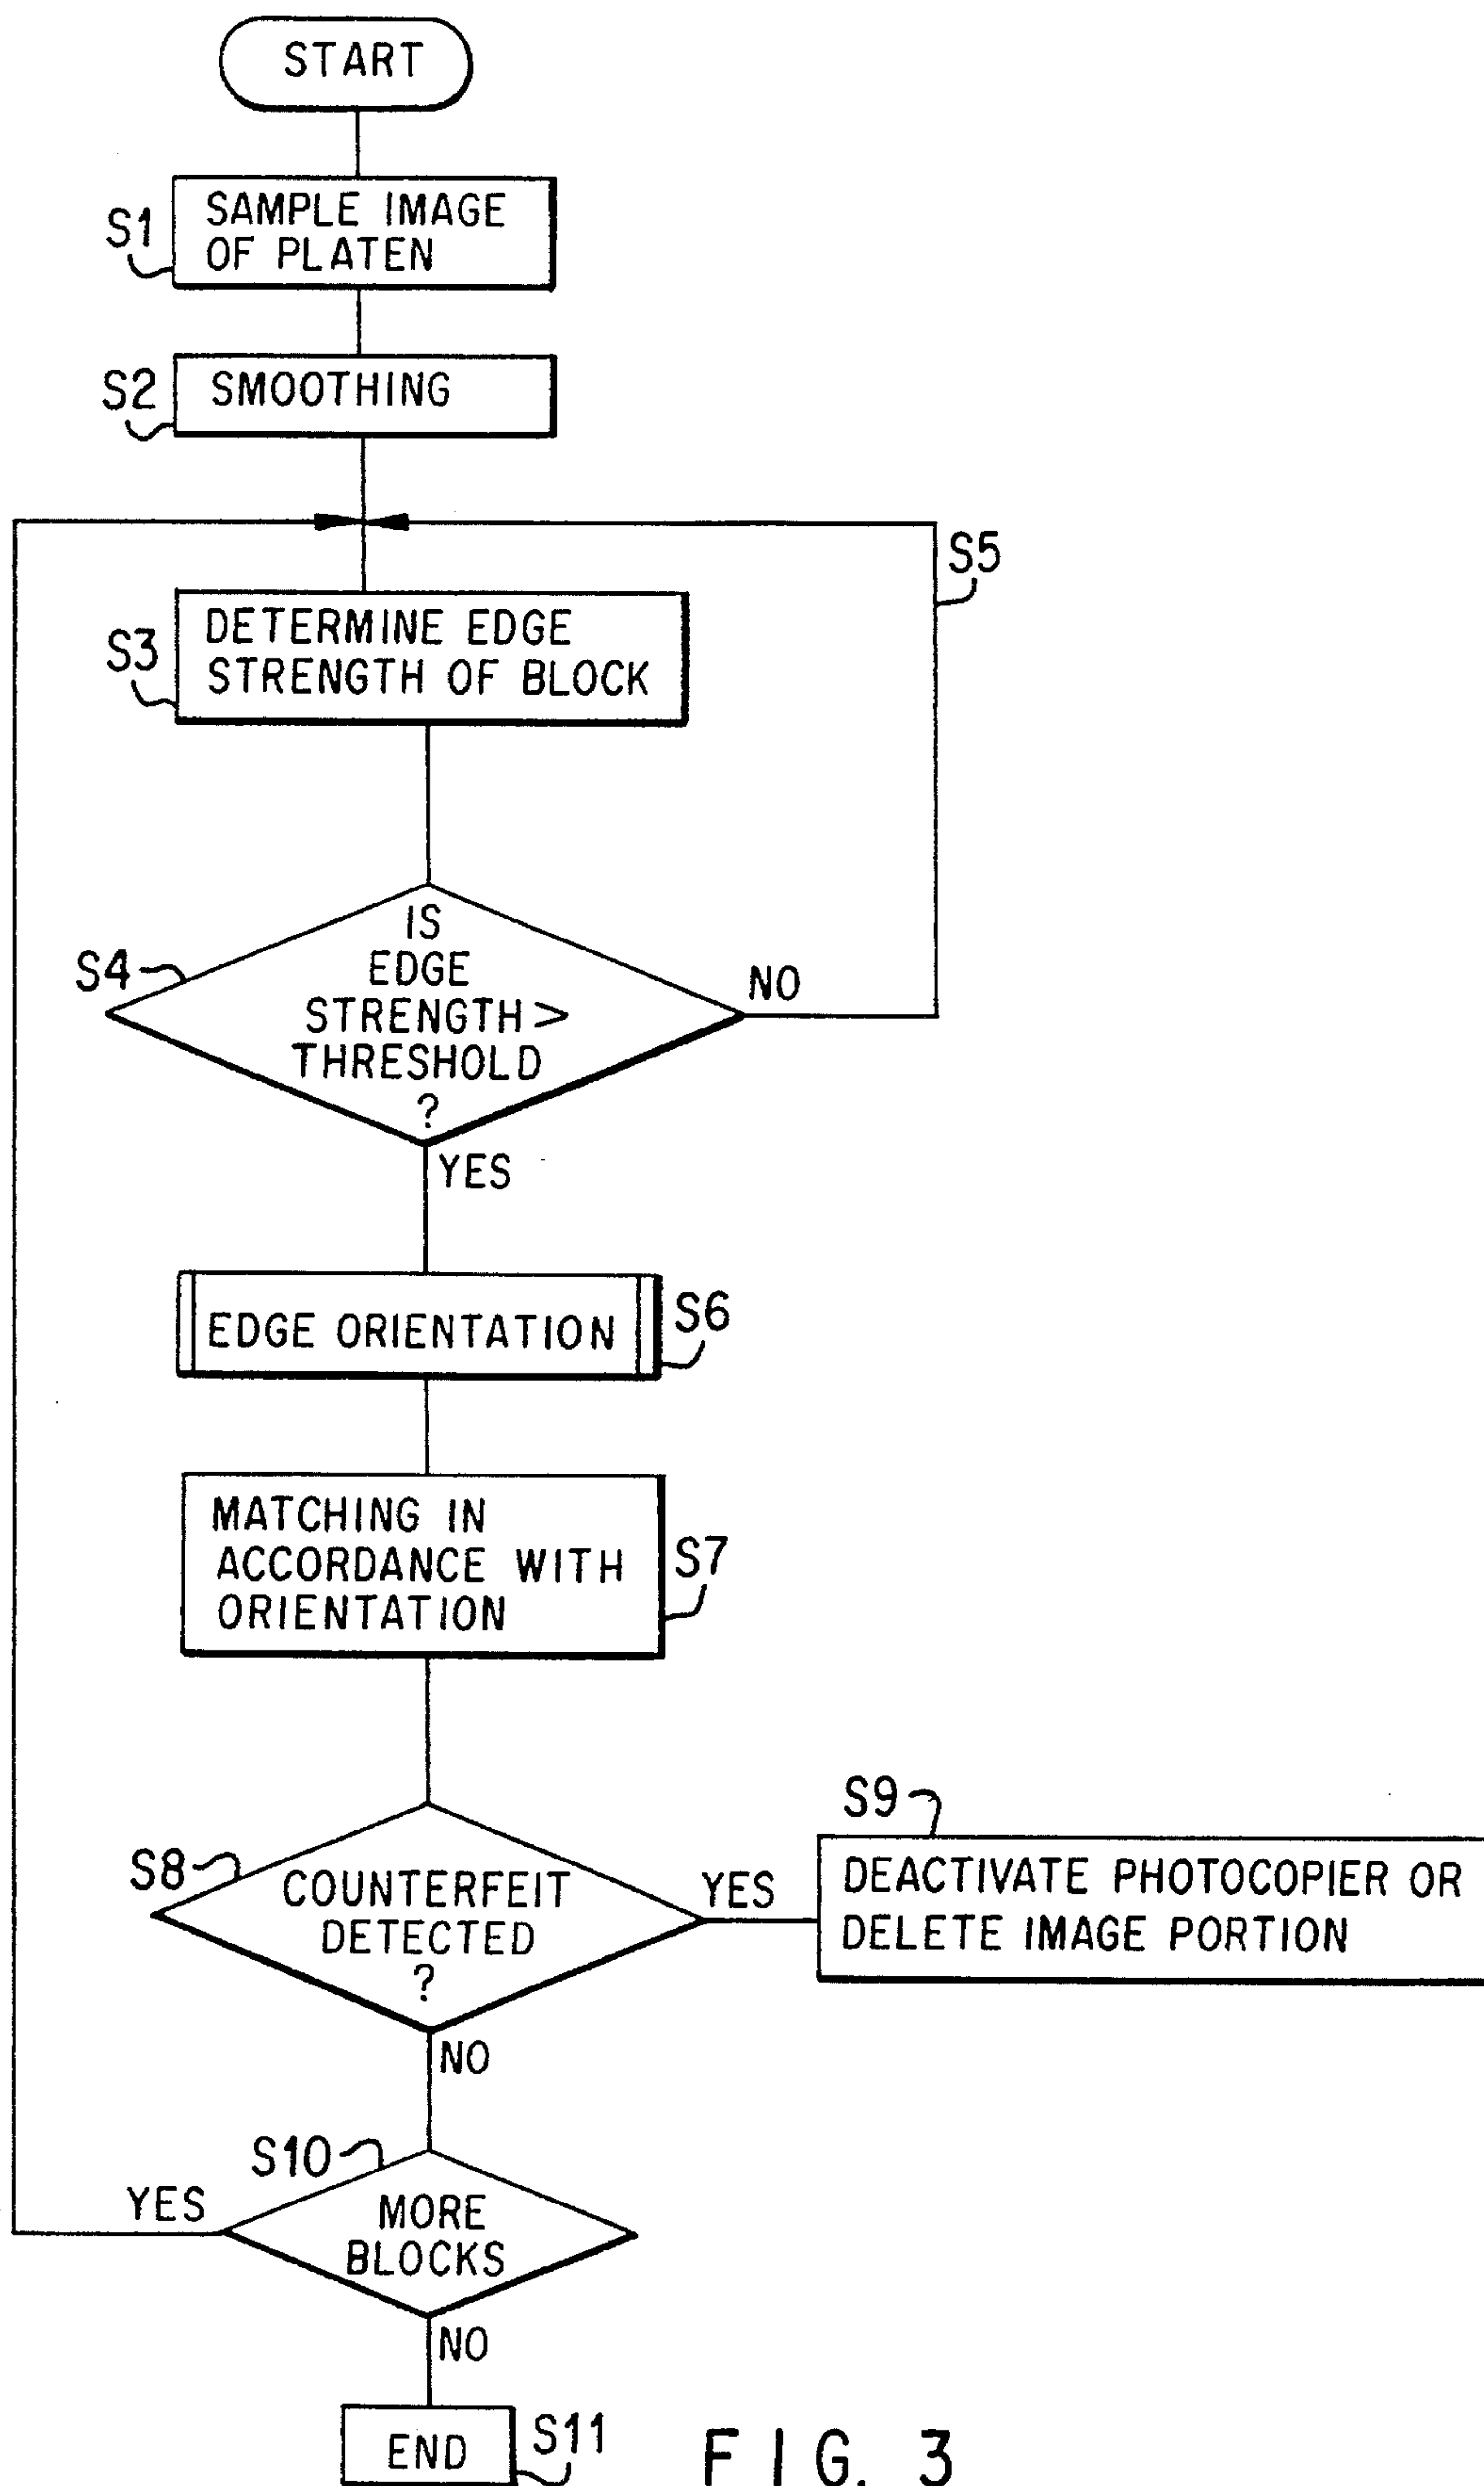 START
S1
SAMPLE IMAGE
OF PLATEN
S2
SMOOTHING
S5
S3
DETERMINE EDGE
STRENGTH OF BLOCK
S4
IS
EDGE
STRENGTH >
THRESHOLD
?
NO
YES
EDGE ORIENTATION
S6
MATCHING IN
ACCORDANCE WITH
ORIENTATION
S7
S8
COUNTERFEIT
DETECTED
?
YES
S9
DEACTIVATE PHOTOCOPIER OR
DELETE IMAGE PORTION
NO
S10
YES
MORE
BLOCKS
NO
END
S11
FIG. 3